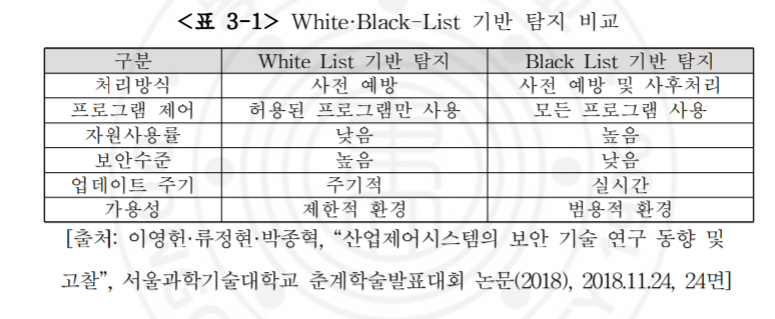 <표 3-1> White·Black-List 기반 탐지 비교
구분 White List 기반 탐지 Black List 기반 탐지
처리방식 사전 예방 사전 예방 및 사후처리
프로그램 제어 허용된 프로그램만 사용 모든 프로그램 사용
자원사용률 낮음 높음
보안수준 높음 낮음
업데이트 주기 주기적 실시간
가용성 제한적 환경 범용적 환경
[출처: 이영헌·류정현·박종혁, “산업제어시스템의 보안 기술 연구 동향 및
고찰”, 서울과학기술대학교 춘계학술발표대회 논문(2018), 2018.11.24, 24면]